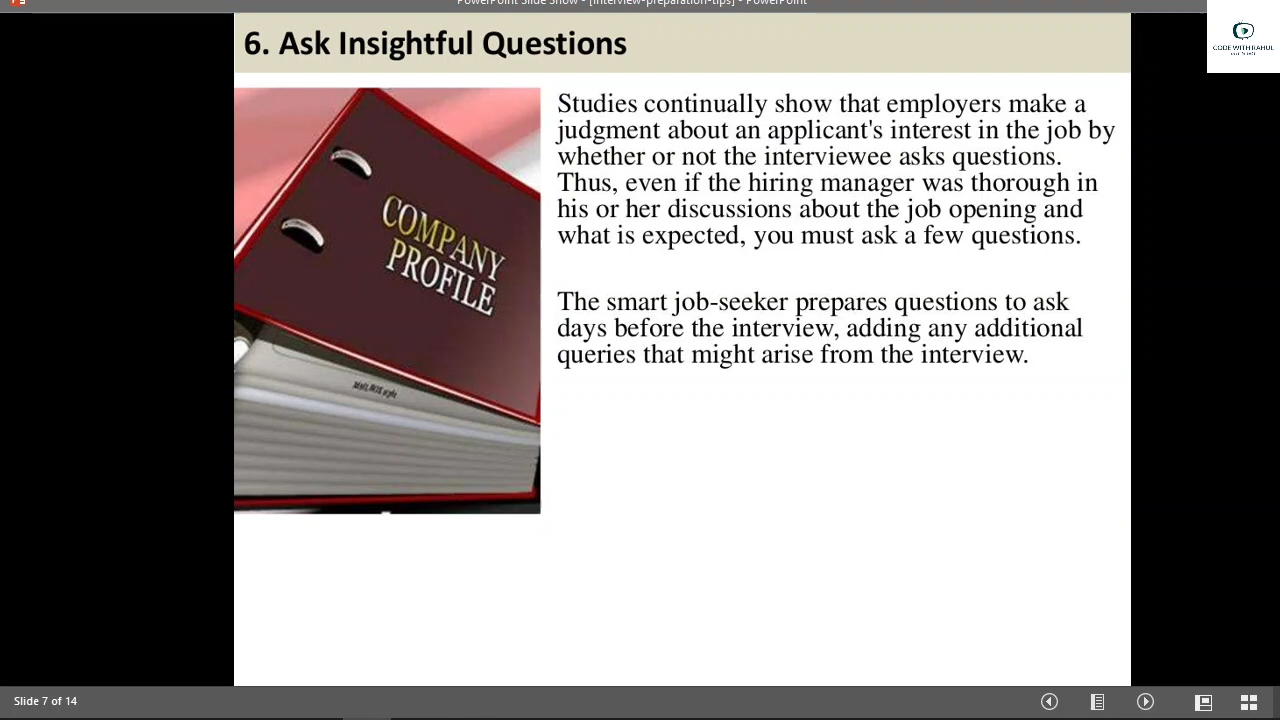 PowerPoint Slide Show - [interview-preparation-tips] - PowerPoint
6. Ask Insightful Questions
CODE WITH RAHUL
COMPANY
PROFILE
Studies continually show that employers make a
judgment about an applicant's interest in the job by
whether or not the interviewee asks questions.
Thus, even if the hiring manager was thorough in
his or her discussions about the job opening and
what is expected, you must ask a few questions.
The smart job-seeker prepares questions to ask
days before the interview, adding any additional
queries that might arise from the interview.
Slide 7 of 14